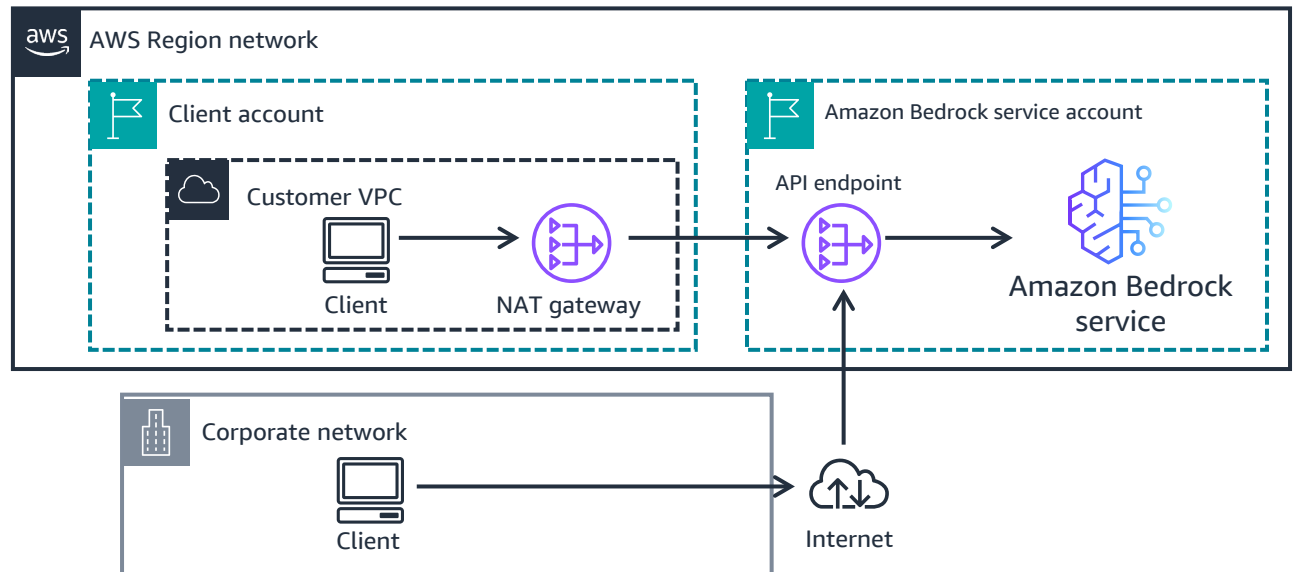 aws
AWS Region network
Client account
Amazon Bedrock service account
Customer VPC
API endpoint
Client
NAT gateway
Amazon Bedrock
service
Corporate network
Client
Internet